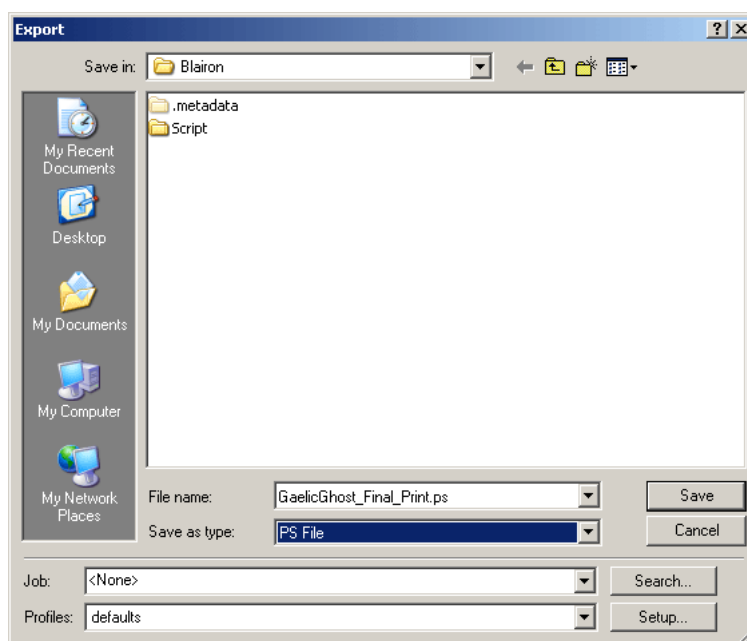 Export
Save in: Blairon
.metadata
Script
My Recent
Documents
Desktop
My Documents
My Computer
My Network
Places
File name: GaelicGhost_Final_Print.ps Save
Save as type: PS File Cancel
Job: <None> Search...
Profiles: defaults Setup...